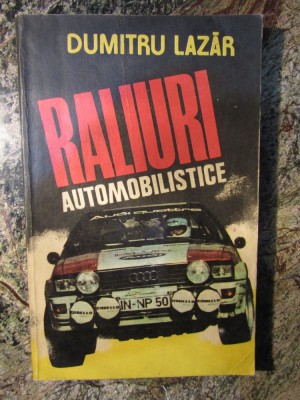 DUMITRU LAZĂR
RALIURI
AUTOMOBILISTICE
Audi quattro
IN-NP 50